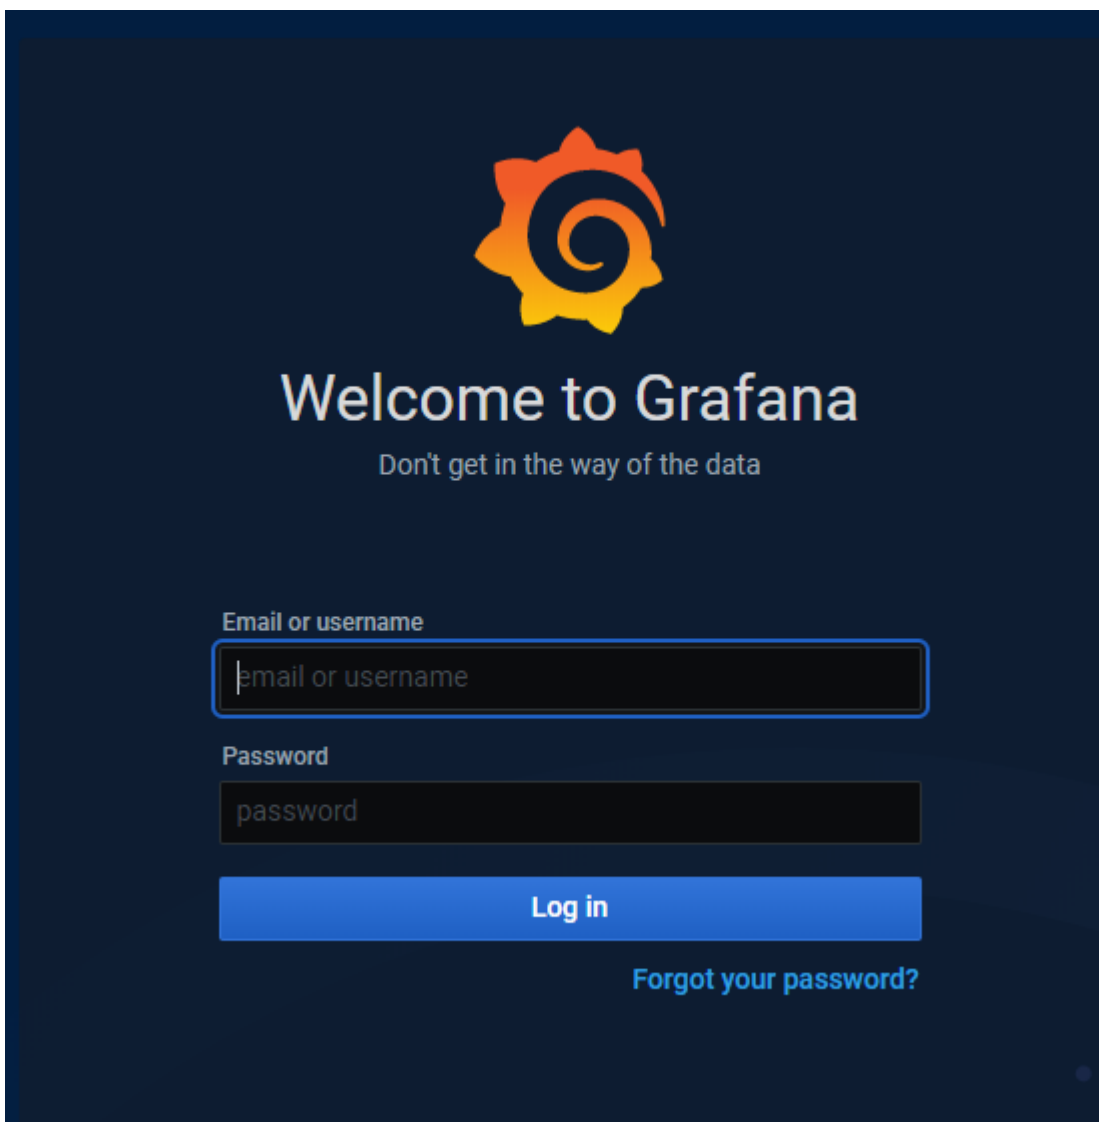 Welcome to Grafana
Don't get in the way of the data
Email or username
email or username
Password
password
Log in
Forgot your password?